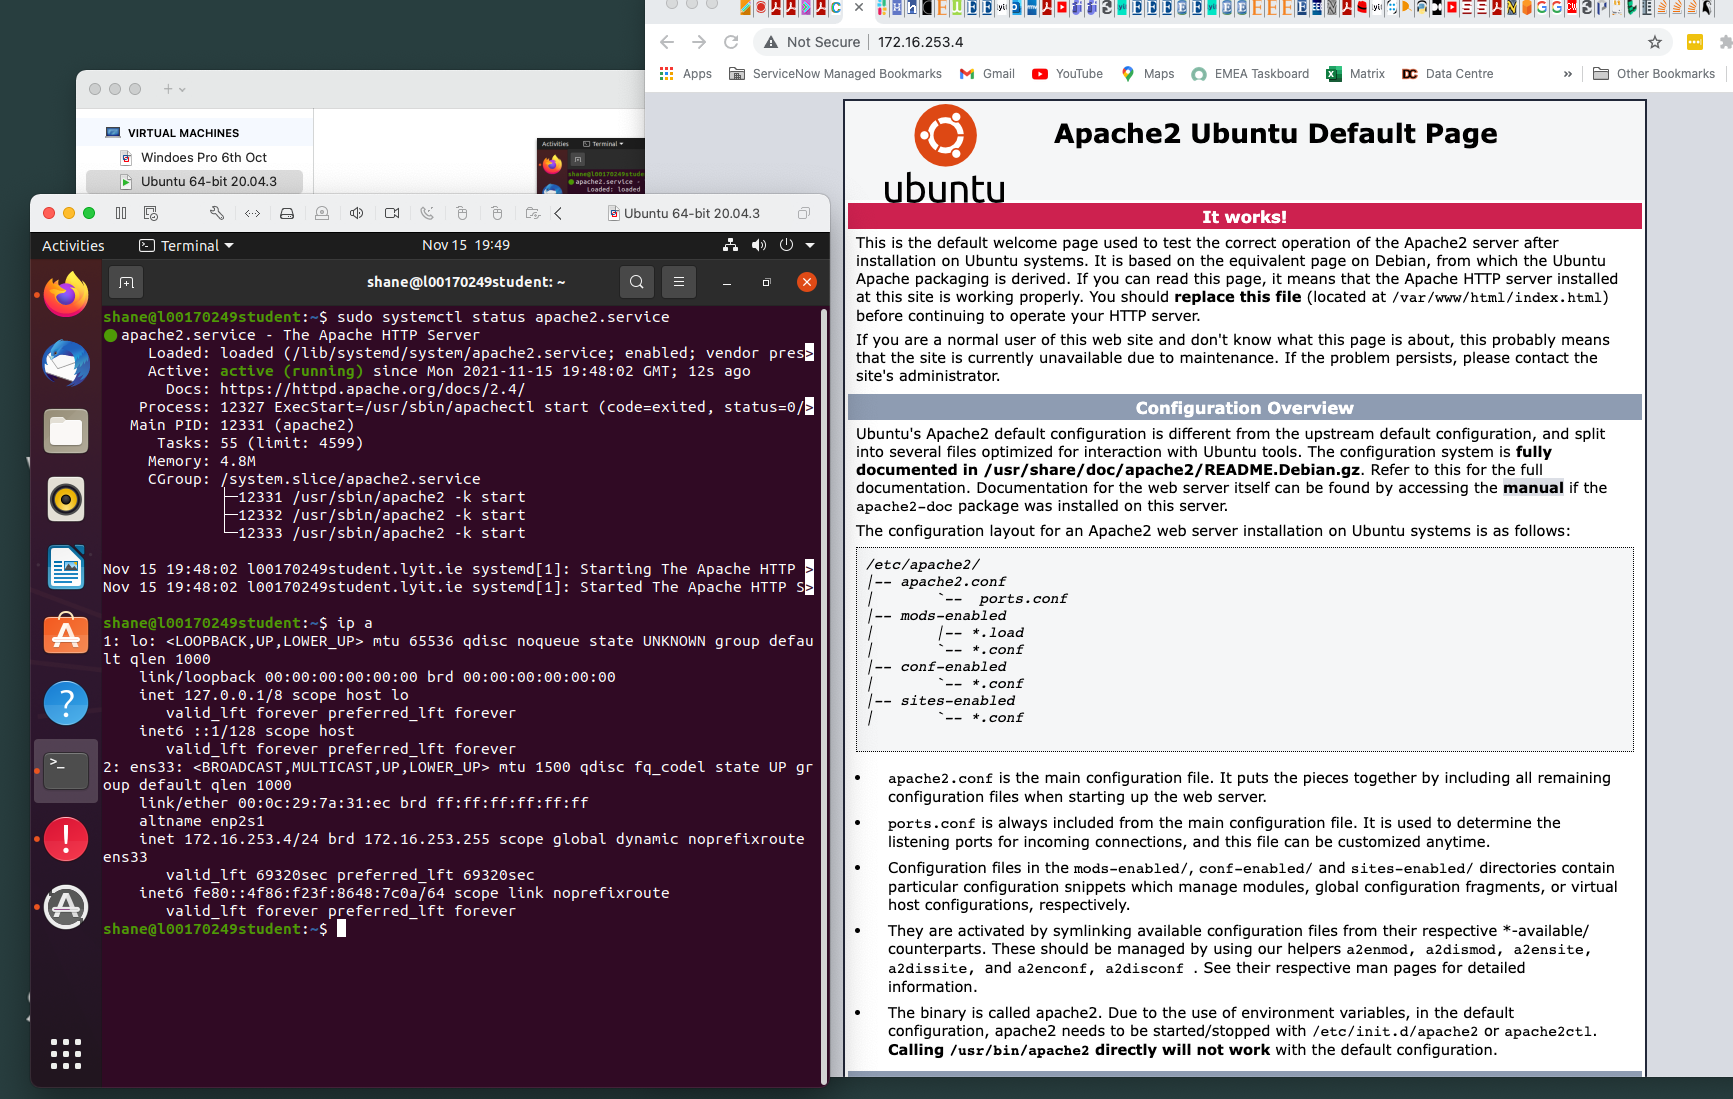 Not Secure
172.16.253.4
Apps
ServiceNow Managed Bookmarks
Gmail
YouTube
Maps
EMEA Taskboard
Matrix
DC
Data Centre
»
Other Bookmarks
VIRTUAL MACHINES
Windoes Pro 6th Oct
Ubuntu 64-bit 20.04.3
Ubuntu 64-bit 20.04.3
Activities
Terminal
Nov 15 19:49
shane@l00170249student: ~
shane@l00170249student:~$ sudo systemctl status apache2.service
apache2.service - The Apache HTTP Server
Loaded: loaded (/lib/systemd/system/apache2.service; enabled; vendor pres>
Active: active (running) since Mon 2021-11-15 19:48:02 GMT; 12s ago
Docs: https://httpd.apache.org/docs/2.4/
Process: 12327 ExecStart=/usr/sbin/apachectl start (code=exited, status=0/>
Main PID: 12331 (apache2)
Tasks: 55 (limit: 4599)
Memory: 4.8M
CGroup: /system.slice/apache2.service
├─12331 /usr/sbin/apache2 -k start
├─12332 /usr/sbin/apache2 -k start
└─12333 /usr/sbin/apache2 -k start
Nov 15 19:48:02 l00170249student.lyit.ie systemd[1]: Starting The Apache HTTP >
Nov 15 19:48:02 l00170249student.lyit.ie systemd[1]: Started The Apache HTTP S>
shane@l00170249student:~$ ip a
1: lo: <LOOPBACK,UP,LOWER_UP> mtu 65536 qdisc noqueue state UNKNOWN group defau
lt qlen 1000
link/loopback 00:00:00:00:00:00 brd 00:00:00:00:00:00
inet 127.0.0.1/8 scope host lo
valid_lft forever preferred_lft forever
inet6 ::1/128 scope host
valid_lft forever preferred_lft forever
2: ens33: <BROADCAST,MULTICAST,UP,LOWER_UP> mtu 1500 qdisc fq_codel state UP gr
oup default qlen 1000
link/ether 00:0c:29:7a:31:ec brd ff:ff:ff:ff:ff:ff
altname enp2s1
inet 172.16.253.4/24 brd 172.16.253.255 scope global dynamic noprefixroute
ens33
valid_lft 69320sec preferred_lft 69320sec
inet6 fe80::4f86:f23f:8648:7c0a/64 scope link noprefixroute
valid_lft forever preferred_lft forever
shane@l00170249student:~$
ubuntu
Apache2 Ubuntu Default Page
It works!
This is the default welcome page used to test the correct operation of the Apache2 server after
installation on Ubuntu systems. It is based on the equivalent page on Debian, from which the Ubuntu
Apache packaging is derived. If you can read this page, it means that the Apache HTTP server installed
at this site is working properly. You should replace this file (located at /var/www/html/index.html)
before continuing to operate your HTTP server.
If you are a normal user of this web site and don't know what this page is about, this probably means
that the site is currently unavailable due to maintenance. If the problem persists, please contact the
site's administrator.
Configuration Overview
Ubuntu's Apache2 default configuration is different from the upstream default configuration, and split
into several files optimized for interaction with Ubuntu tools. The configuration system is fully
documented in /usr/share/doc/apache2/README.Debian.gz. Refer to this for the full
documentation. Documentation for the web server itself can be found by accessing the manual if the
apache2-doc package was installed on this server.
The configuration layout for an Apache2 web server installation on Ubuntu systems is as follows:
/etc/apache2/
|-- apache2.conf
|       `--  ports.conf
|-- mods-enabled
|       |-- *.load
|       `-- *.conf
|-- conf-enabled
|       `-- *.conf
|-- sites-enabled
|       `-- *.conf
• apache2.conf is the main configuration file. It puts the pieces together by including all remaining
configuration files when starting up the web server.
• ports.conf is always included from the main configuration file. It is used to determine the
listening ports for incoming connections, and this file can be customized anytime.
• Configuration files in the mods-enabled/, conf-enabled/ and sites-enabled/ directories contain
particular configuration snippets which manage modules, global configuration fragments, or virtual
host configurations, respectively.
• They are activated by symlinking available configuration files from their respective *-available/
counterparts. These should be managed by using our helpers a2enmod, a2dismod, a2ensite,
a2dissite, and a2enconf, a2disconf . See their respective man pages for detailed
information.
• The binary is called apache2. Due to the use of environment variables, in the default
configuration, apache2 needs to be started/stopped with /etc/init.d/apache2 or apache2ctl.
Calling /usr/bin/apache2 directly will not work with the default configuration.